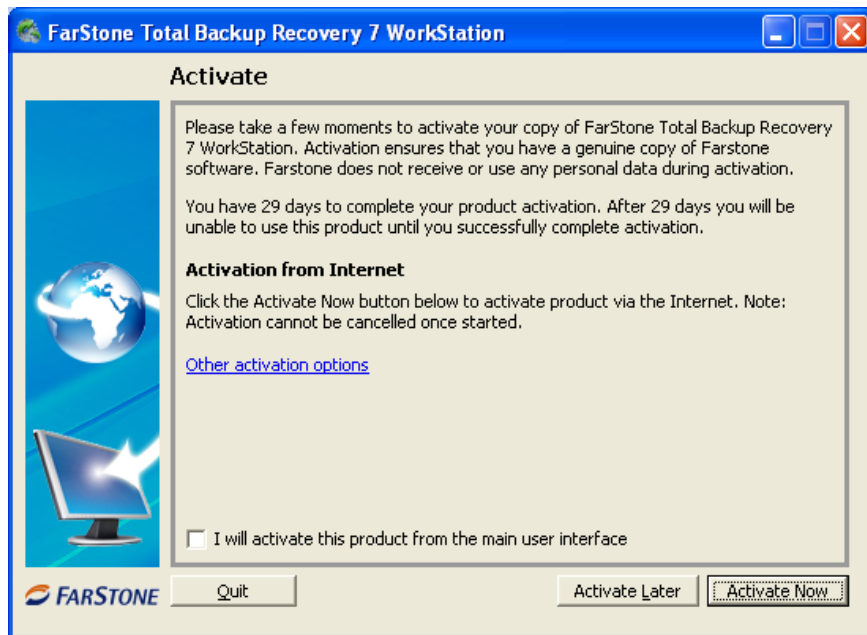 FarStone Total Backup Recovery 7 WorkStation
Activate
Please take a few moments to activate your copy of FarStone Total Backup Recovery
7 WorkStation. Activation ensures that you have a genuine copy of Farstone
software. Farstone does not receive or use any personal data during activation.
You have 29 days to complete your product activation. After 29 days you will be
unable to use this product until you successfully complete activation.
Activation from Internet
Click the Activate Now button below to activate product via the Internet. Note:
Activation cannot be cancelled once started.
Other activation options
I will activate this product from the main user interface
FARSTONE
Quit
Activate Later
Activate Now